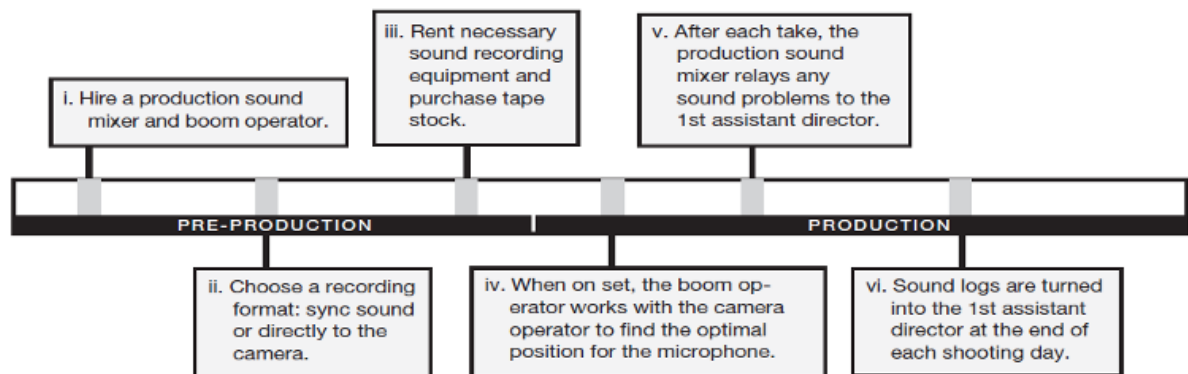 i. Hire a production sound
mixer and boom operator.
iii. Rent necessary
sound recording
equipment and
purchase tape
stock.
v. After each take, the
production sound
mixer relays any
sound problems to the
1st assistant director.
PRE-PRODUCTION
PRODUCTION
ii. Choose a recording
format: sync sound
or directly to the
camera.
iv. When on set, the boom op-
erator works with the camera
operator to find the optimal
position for the microphone.
vi. Sound logs are turned
into the 1st assistant
director at the end of
each shooting day.